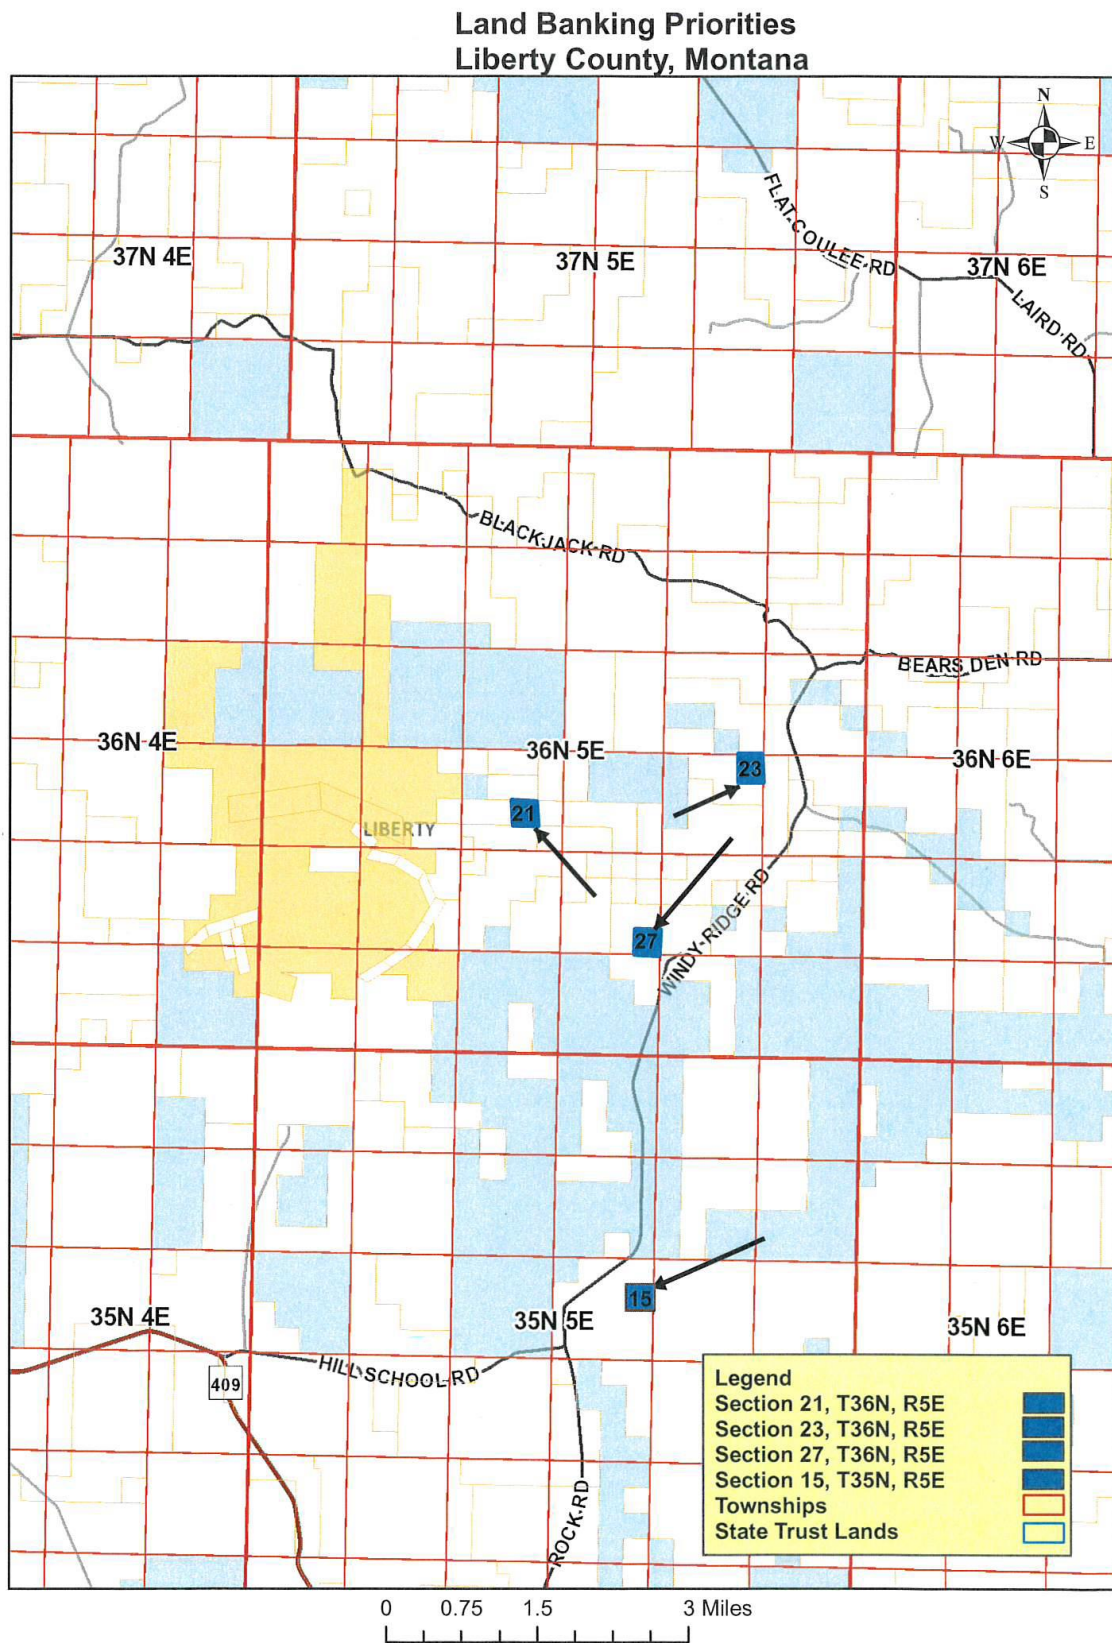 Land Banking Priorities
Liberty County, Montana
N
W E
S
FLAT COULEE RD
37N 4E
37N 5E
37N 6E
LAIRD RD
BLACKJACK RD
BEARS DEN RD
36N 4E
36N 5E
36N 6E
23
21
LIBERTY
27
WINDY RIDGE RD
15
35N 4E
35N 5E
35N 6E
HILL SCHOOL RD
409
ROCK RD
Legend
Section 21, T36N, R5E
Section 23, T36N, R5E
Section 27, T36N, R5E
Section 15, T35N, R5E
Townships
State Trust Lands
0 0.75 1.5 3 Miles